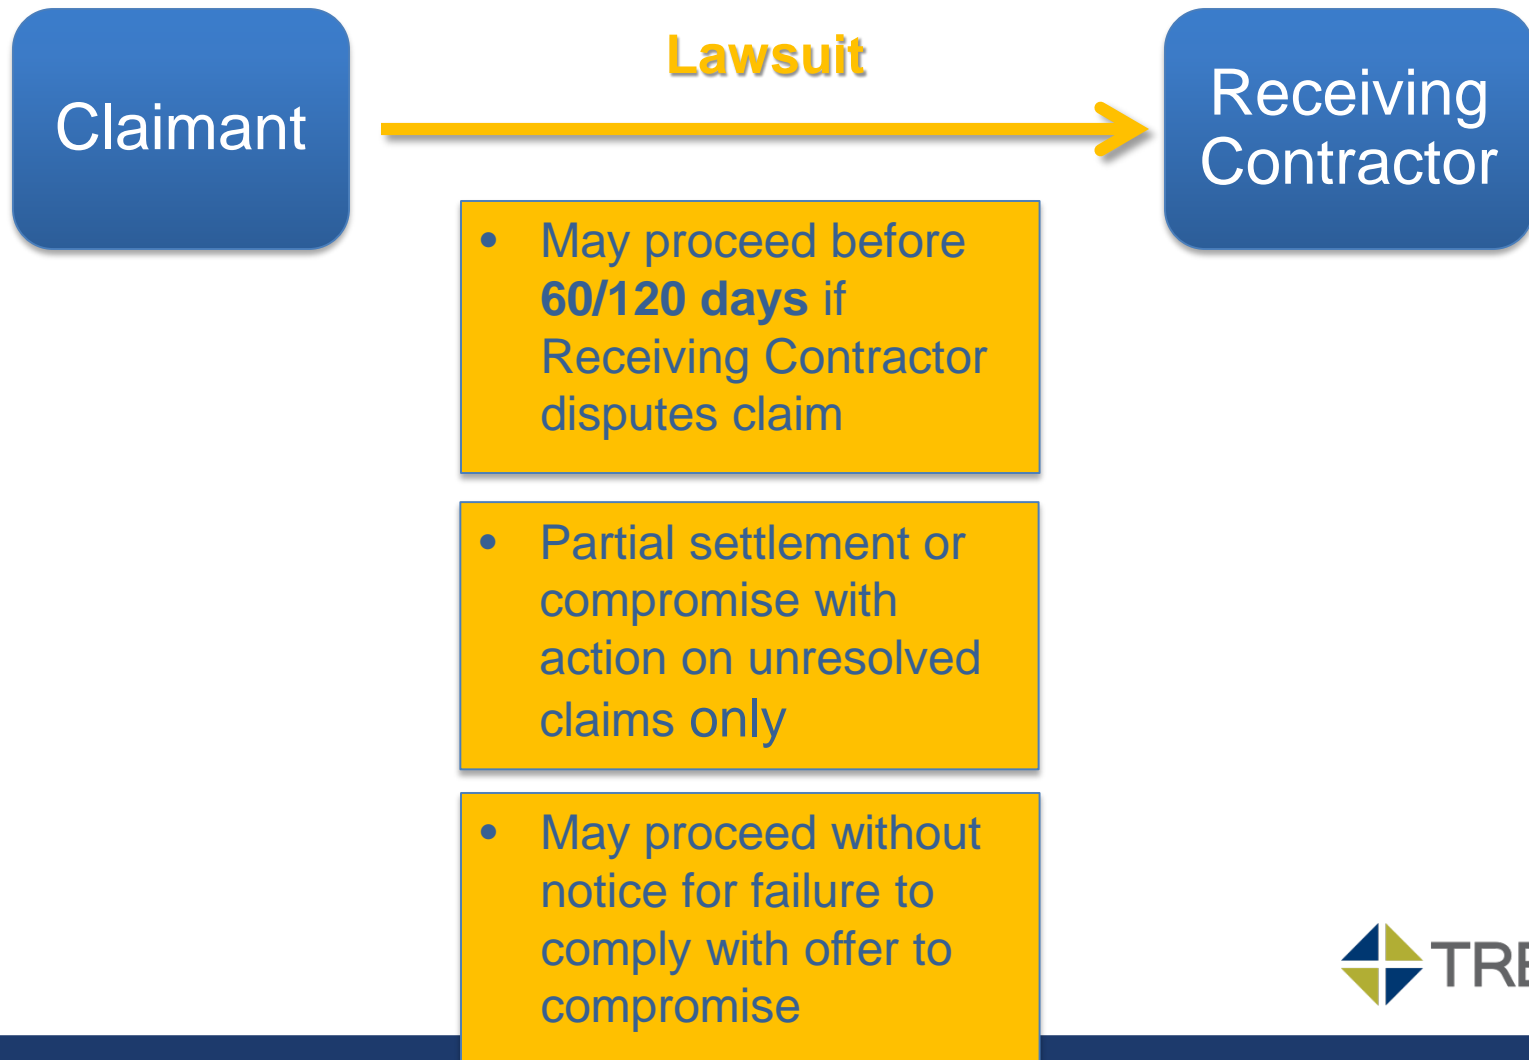 Claimant
Lawsuit
Receiving
Contractor
• May proceed before
60/120 days if
Receiving Contractor
disputes claim
• Partial settlement or
compromise with
action on unresolved
claims only
• May proceed without
notice for failure to
comply with offer to
compromise